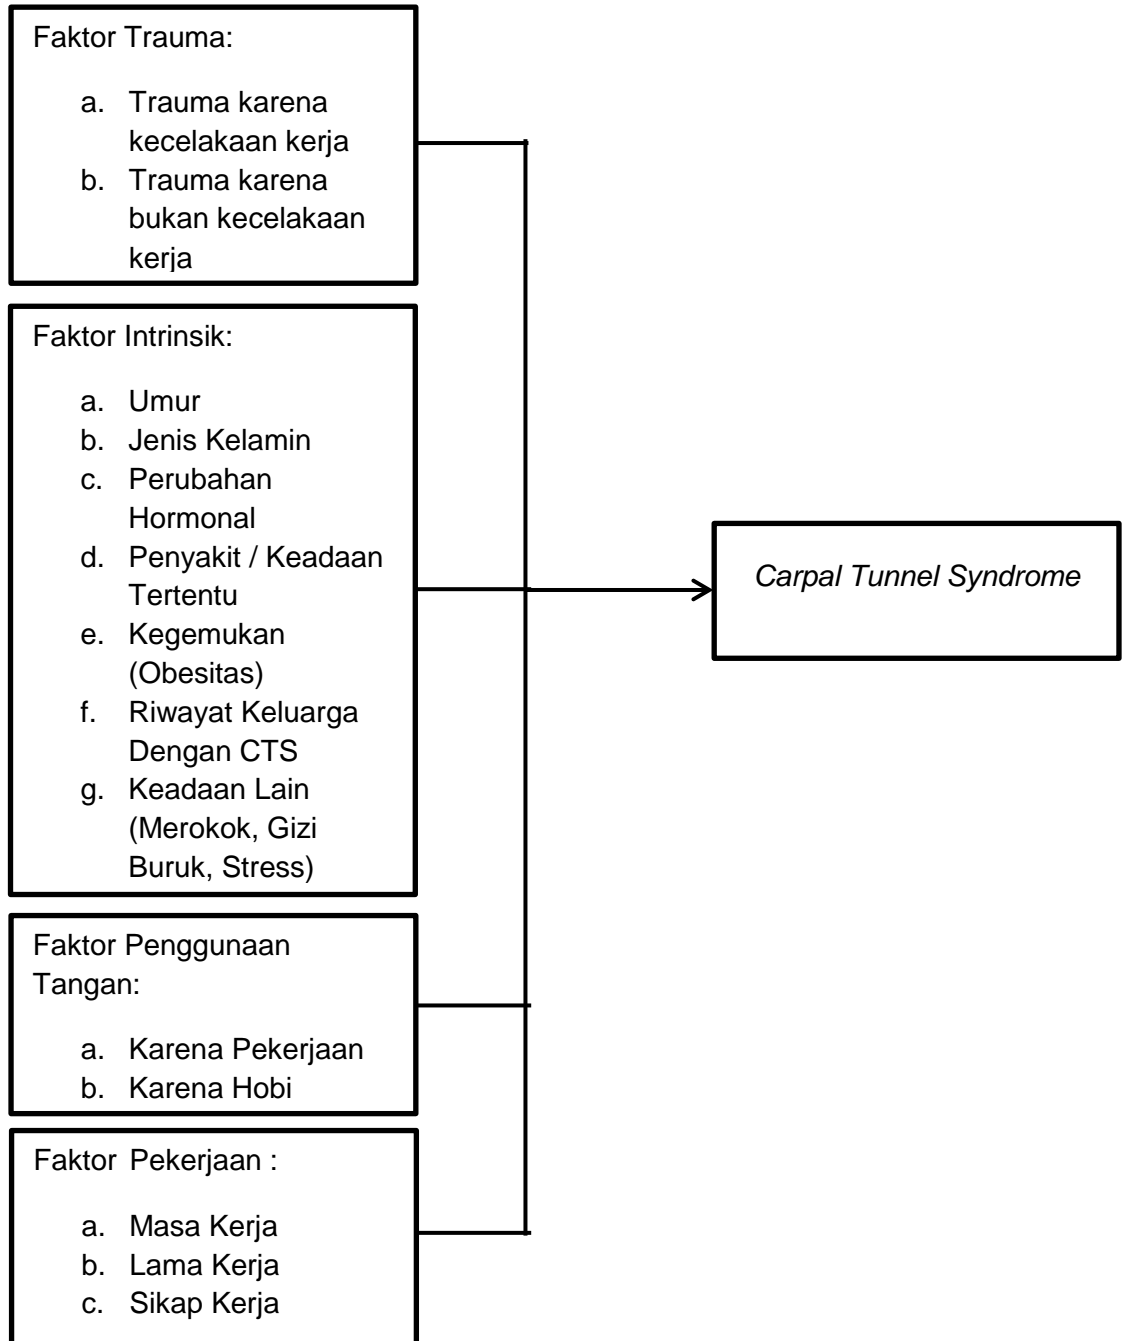 Faktor Trauma:
a. Trauma karena
kecelakaan kerja
b. Trauma karena
bukan kecelakaan
kerja
Faktor Intrinsik:
a. Umur
b. Jenis Kelamin
c. Perubahan
Hormonal
d. Penyakit / Keadaan
Tertentu
e. Kegemukan
(Obesitas)
f. Riwayat Keluarga
Dengan CTS
g. Keadaan Lain
(Merokok, Gizi
Buruk, Stress)
Faktor Penggunaan
Tangan:
a. Karena Pekerjaan
b. Karena Hobi
Faktor Pekerjaan :
a. Masa Kerja
b. Lama Kerja
c. Sikap Kerja
Carpal Tunnel Syndrome